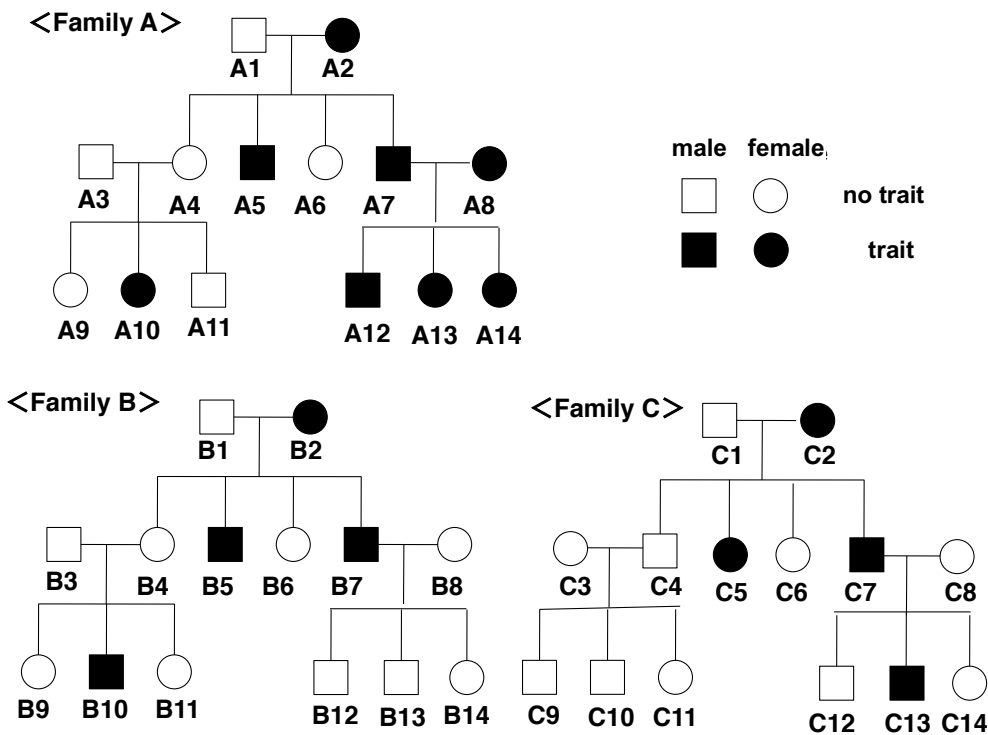 <Family A>
A1 A2
male female
A3 A4 A5 A6 A7 A8
no trait
trait
A9 A10 A11 A12 A13 A14
<Family B>
B1 B2
B3 B4 B5 B6 B7 B8
B9 B10 B11 B12 B13 B14
<Family C>
C1 C2
C3 C4 C5 C6 C7 C8
C9 C10 C11 C12 C13 C14